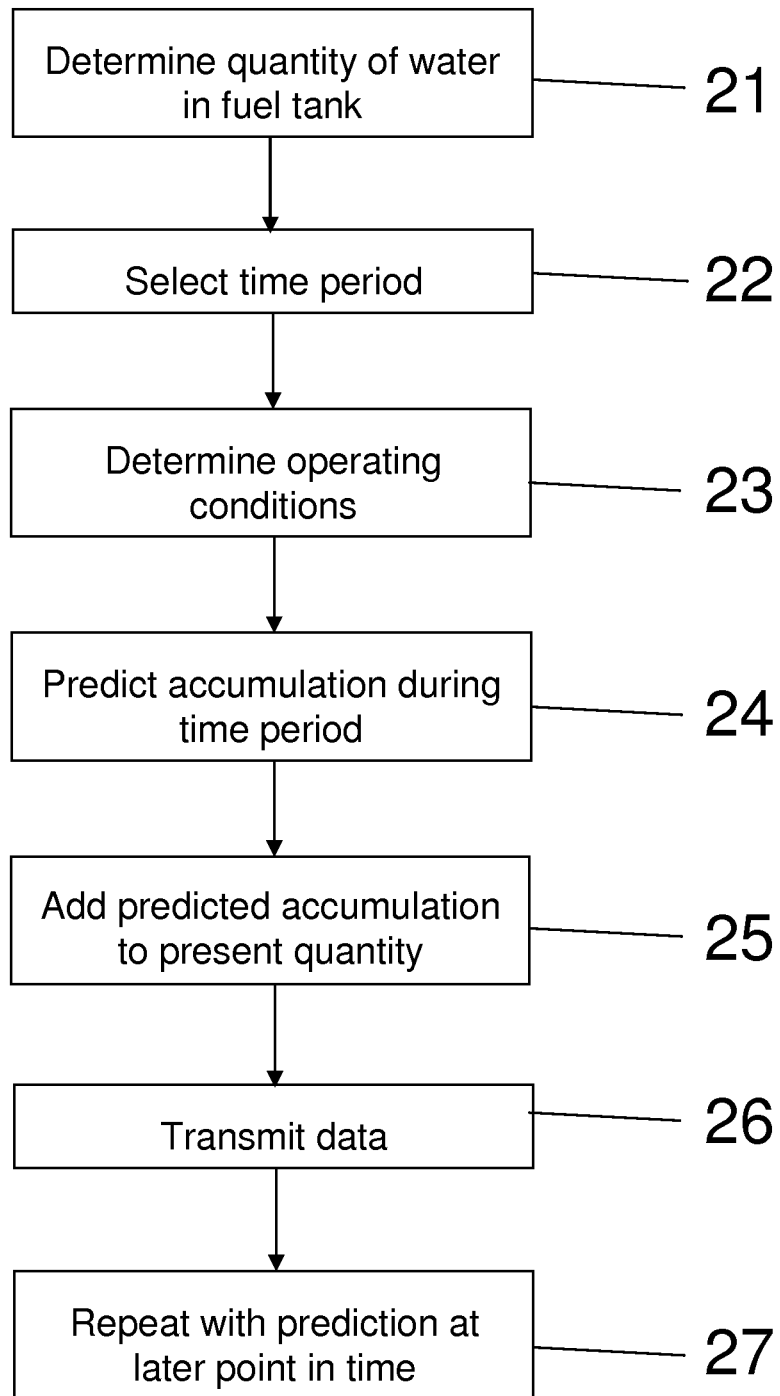 Determine quantity of water
in fuel tank
21
Select time period
22
Determine operating
conditions
23
Predict accumulation during
time period
24
Add predicted accumulation
to present quantity
25
Transmit data
26
Repeat with prediction at
later point in time
27